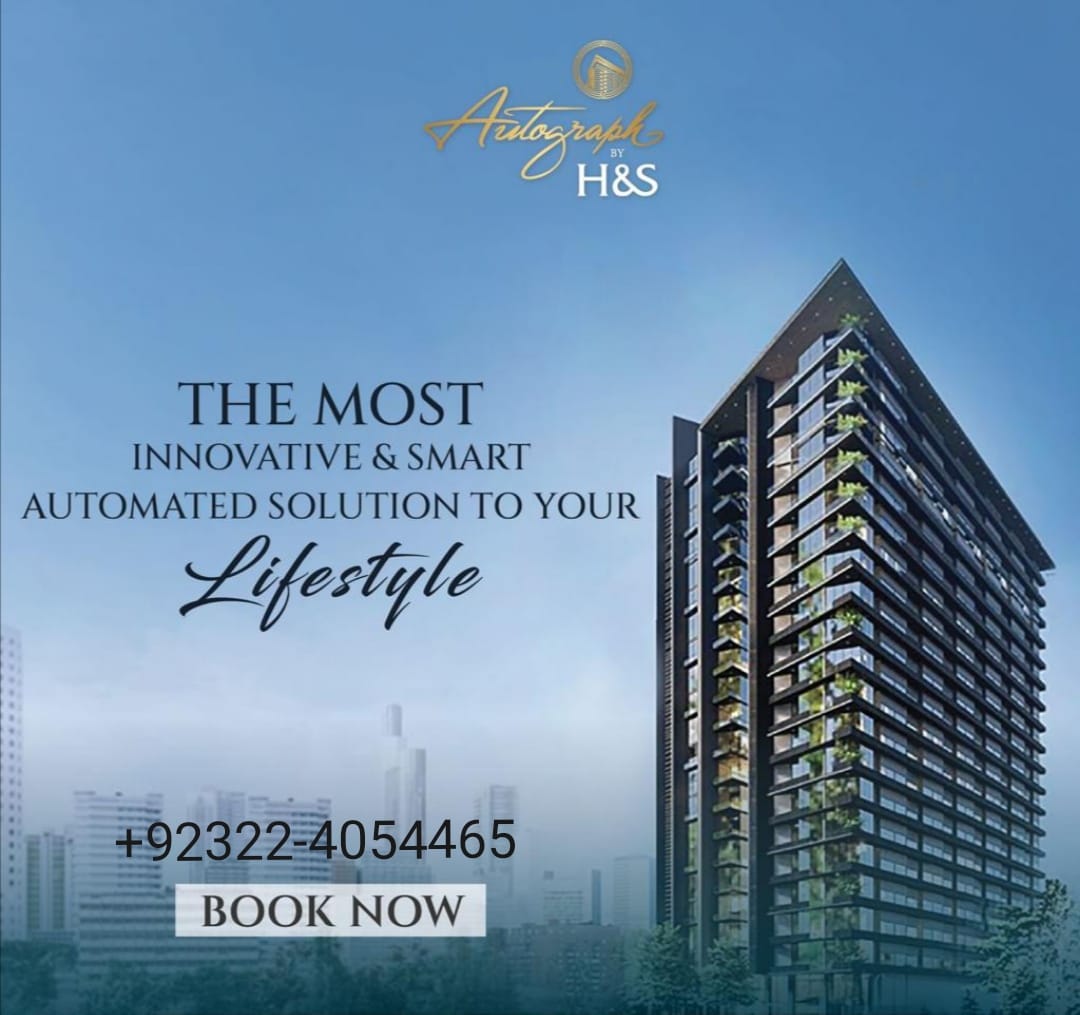 Autograph
BY
H&S
THE MOST
INNOVATIVE & SMART
AUTOMATED SOLUTION TO YOUR
Lifestyle
+92322-4054465
BOOK NOW